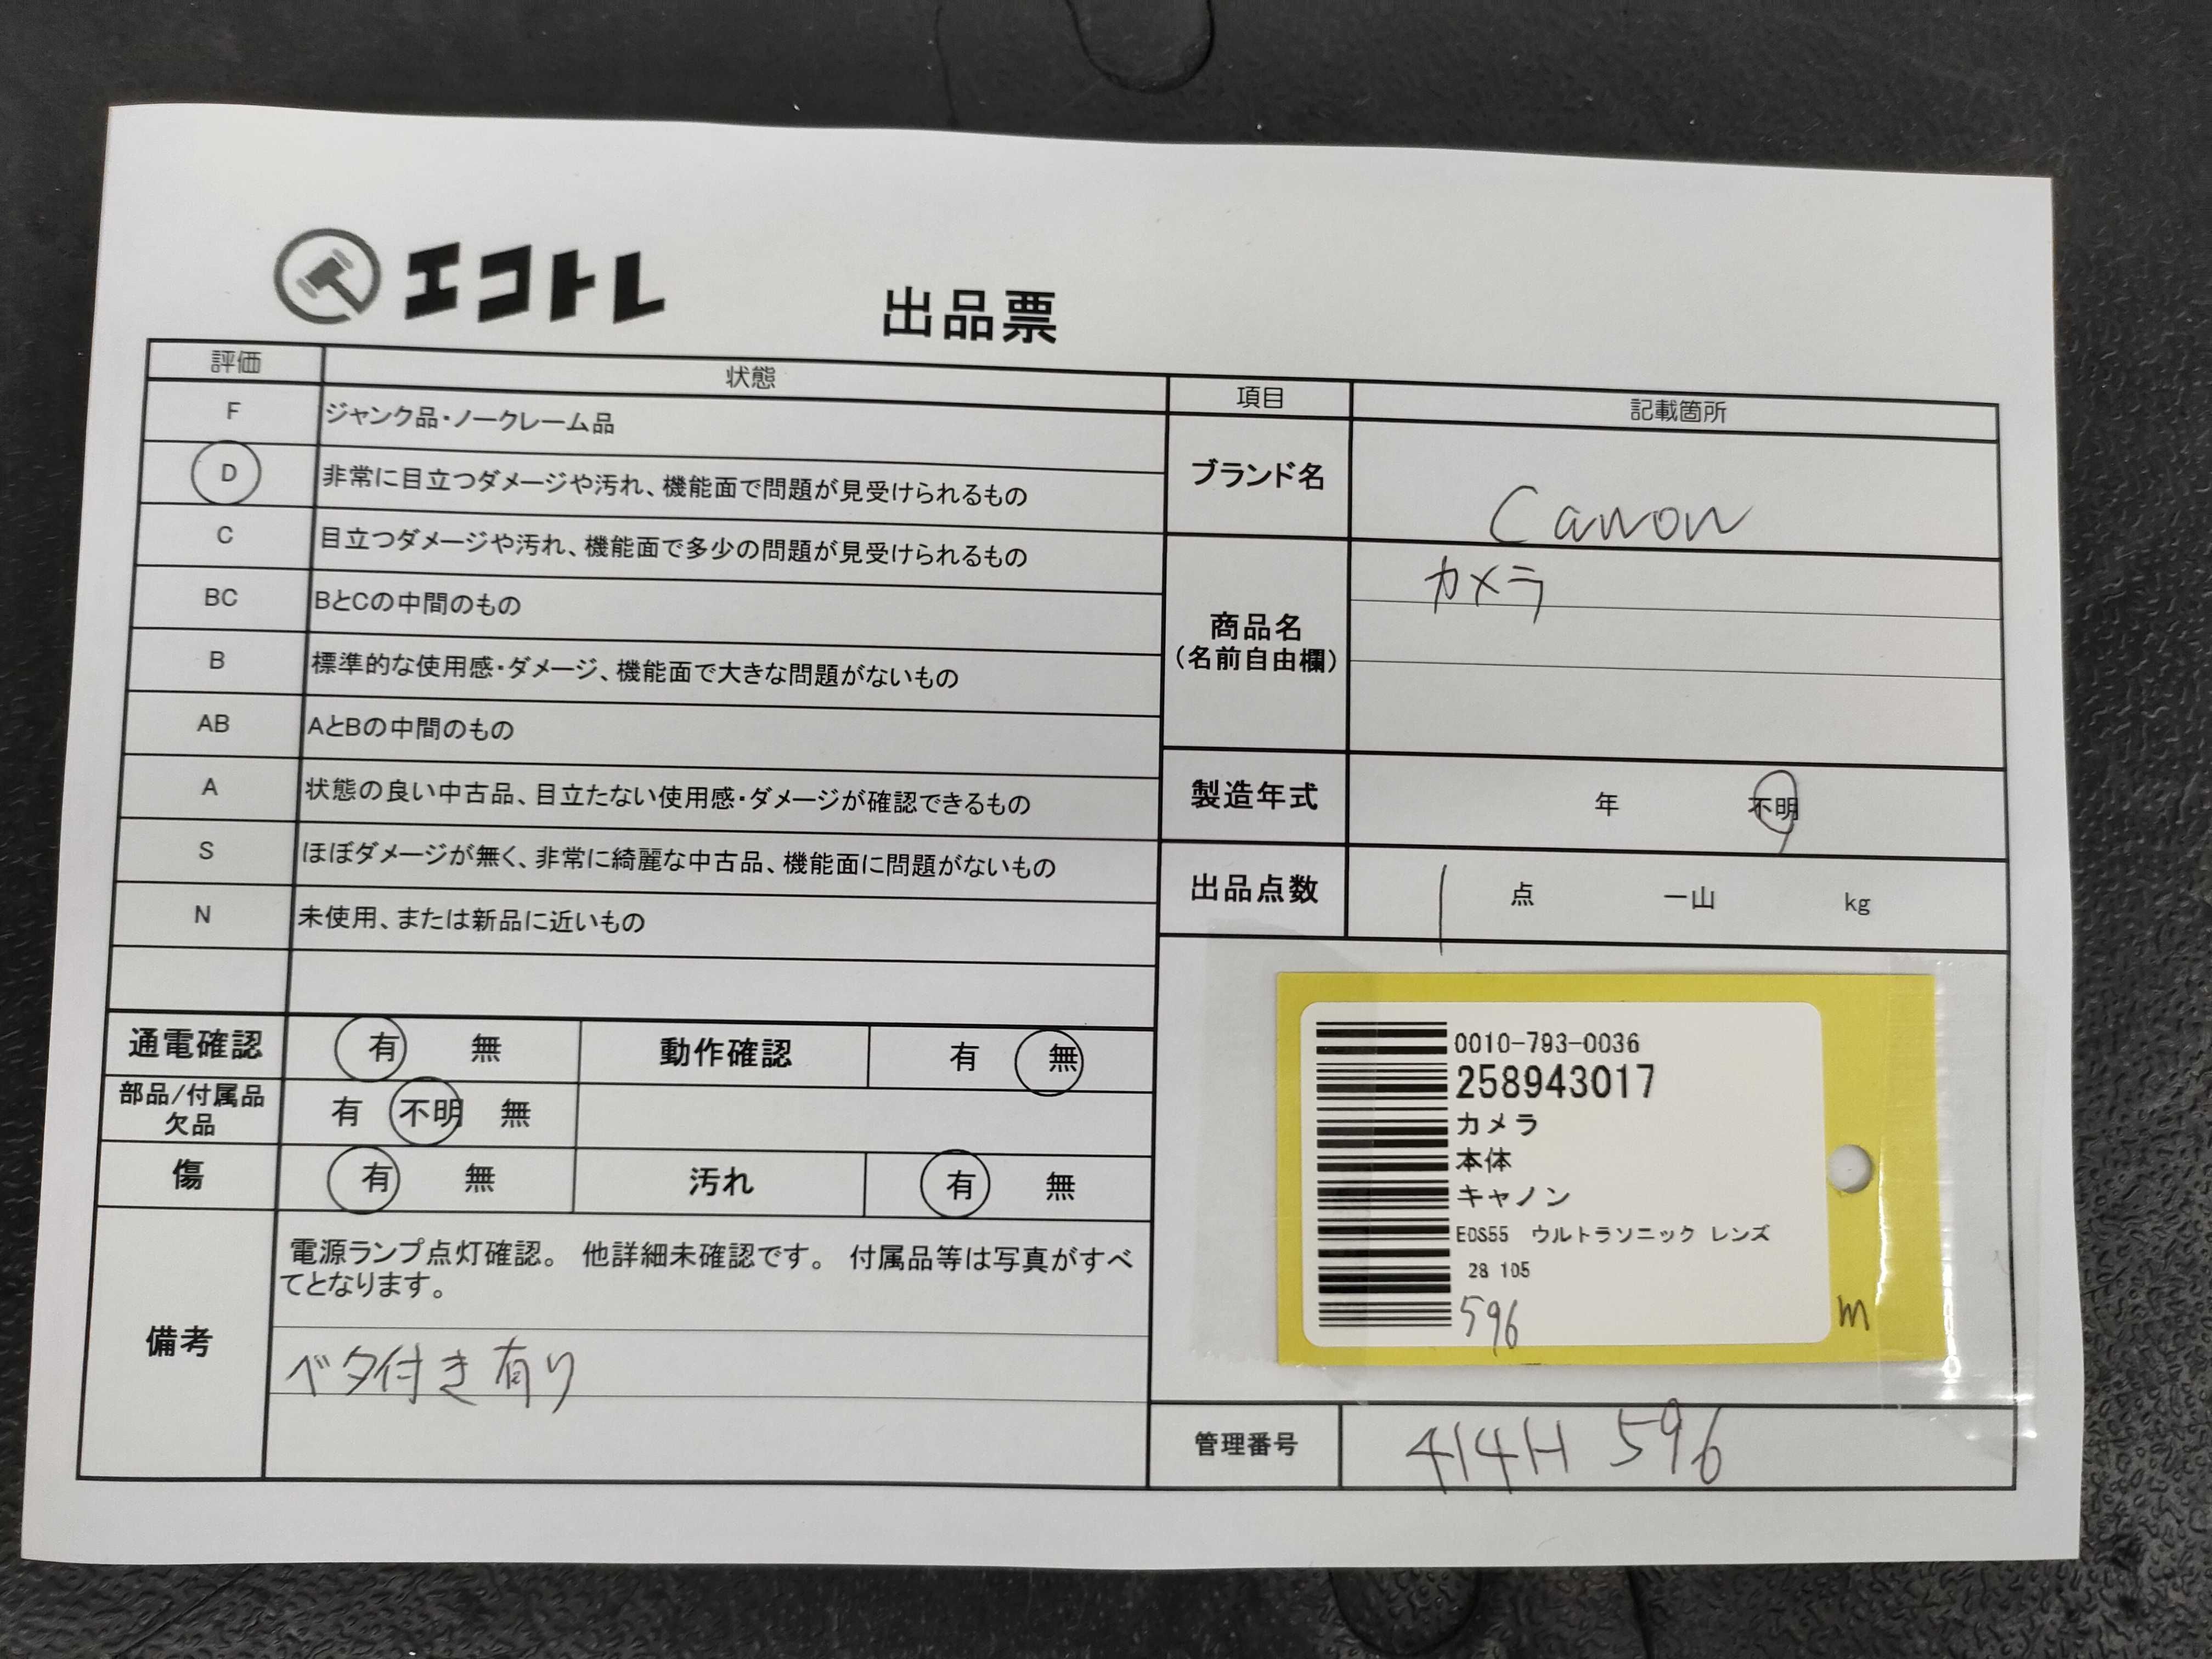 エコトレ
出品票
評価 状態
F ジャンク品・ノークレーム品
D 非常に目立つダメージや汚れ、機能面で問題が見受けられるもの
C 目立つダメージや汚れ、機能面で多少の問題が見受けられるもの
BC BとCの中間のもの
B 標準的な使用感・ダメージ、機能面で大きな問題がないもの
AB AとBの中間のもの
A 状態の良い中古品、目立たない使用感・ダメージが確認できるもの
S ほぼダメージが無く、非常に綺麗な中古品、機能面に問題がないもの
N 未使用、または新品に近いもの
通電確認 有 無 動作確認 有 無
部品/付属品
欠品 有 不明 無
傷 有 無 汚れ 有 無
備考
電源ランプ点灯確認。 他詳細未確認です。 付属品等は写真がすべ
てとなります。
ベタ付き有り
項目 記載箇所
ブランド名 Canon
商品名
(名前自由欄)
カメラ
製造年式 年 不明
出品点数 1 点 一山 kg
0010-793-0036
258943017
カメラ
本体
キャノン
EOS55 ウルトラソニック レンズ
28 105
596
m
管理番号 414H 596